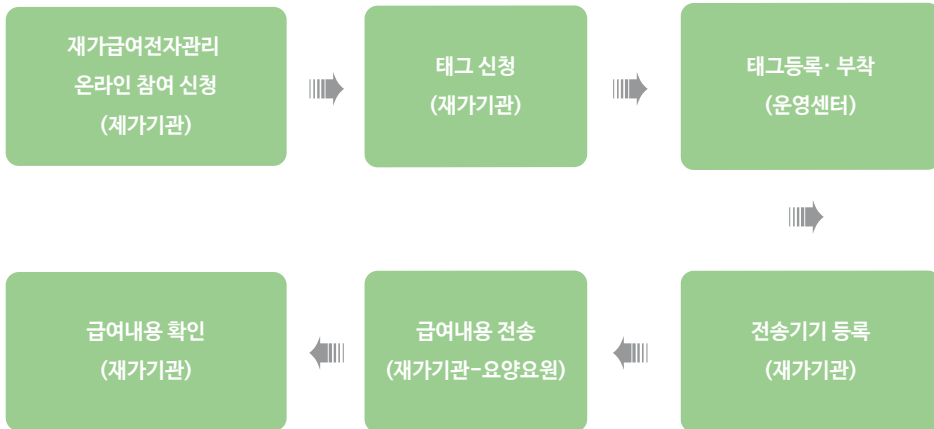 재가급여전자관리
온라인 참여 신청
(제가기관)
태그 신청
(재가기관)
태그등록· 부착
(운영센터)
전송기기 등록
(재가기관)
급여내용 전송
(재가기관-요양요원)
급여내용 확인
(재가기관)